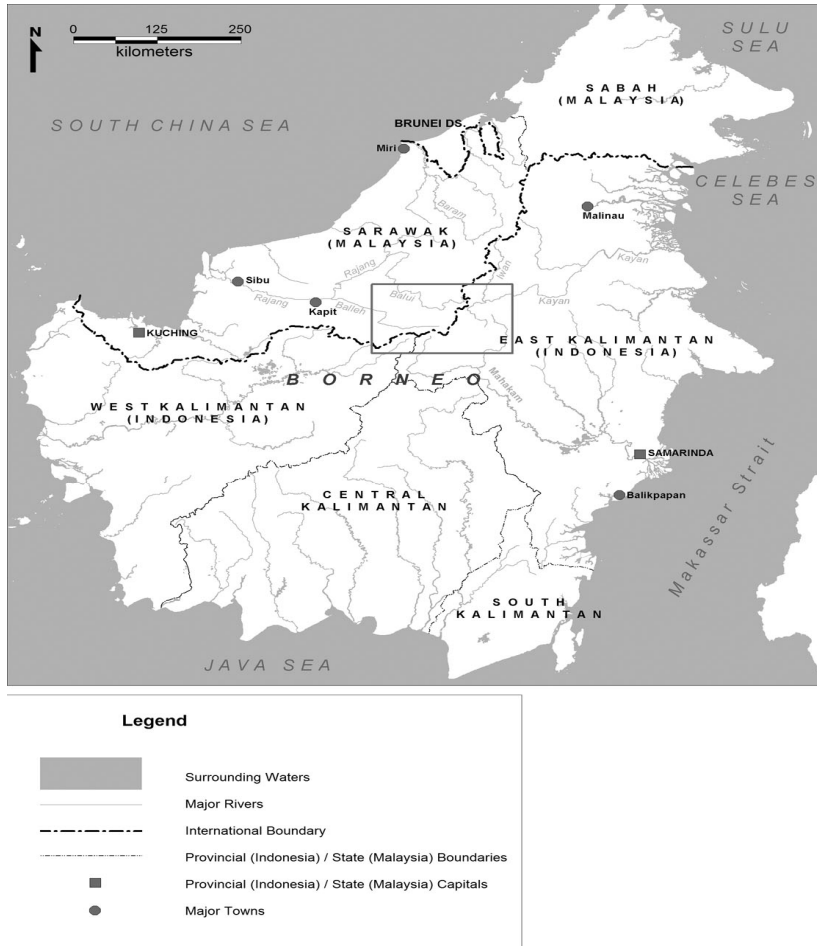 N
0 125 250
kilometers
SULU
SEA
SOUTH CHINA SEA
SABAH
(MALAYSIA)
BRUNEI DS.
Miri
CELEBES
SEA
Baram
Malinau
SARAWAK
(MALAYSIA)
Kayan
Iwan
Rajang
Sibu
Rajang
Kapit
Balleh
Balui
Kayan
KUCHING
EAST KALIMANTAN
(INDONESIA)
BORNEO
Mahakam
WEST KALIMANTAN
(INDONESIA)
SAMARINDA
Balikpapan
Makassar Strait
CENTRAL
KALIMANTAN
SOUTH
KALIMANTAN
JAVA SEA
Legend
Surrounding Waters
Major Rivers
International Boundary
Provincial (Indonesia) / State (Malaysia) Boundaries
Provincial (Indonesia) / State (Malaysia) Capitals
Major Towns